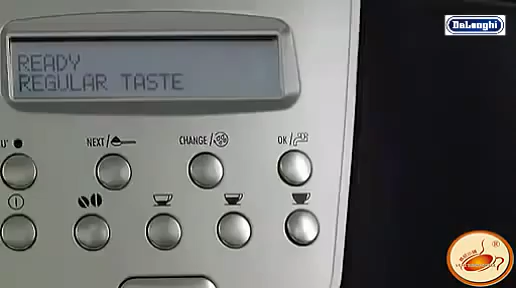 DeLonghi
READY
REGULAR TASTE
NEXT/
CHANGE/
OK/
®